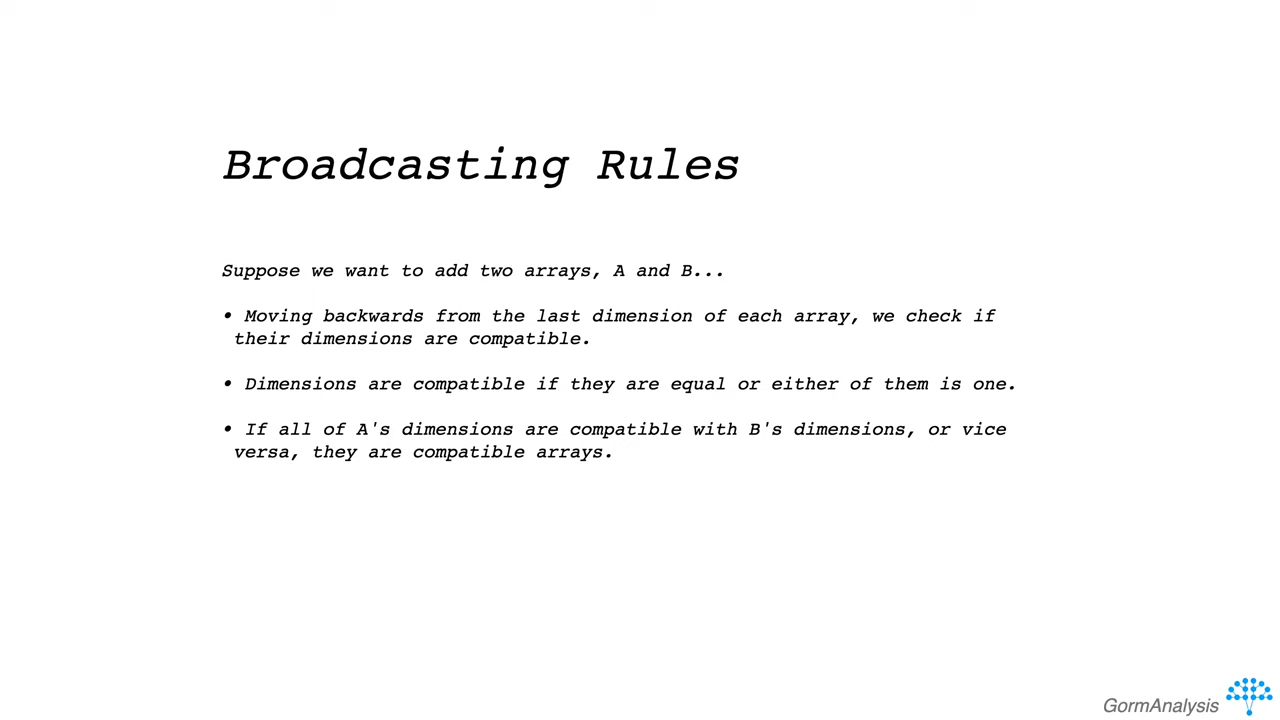 Broadcasting Rules
Suppose we want to add two arrays, A and B...
• Moving backwards from the last dimension of each array, we check if
their dimensions are compatible.
• Dimensions are compatible if they are equal or either of them is one.
• If all of A's dimensions are compatible with B's dimensions, or vice
versa, they are compatible arrays.
GormAnalysis